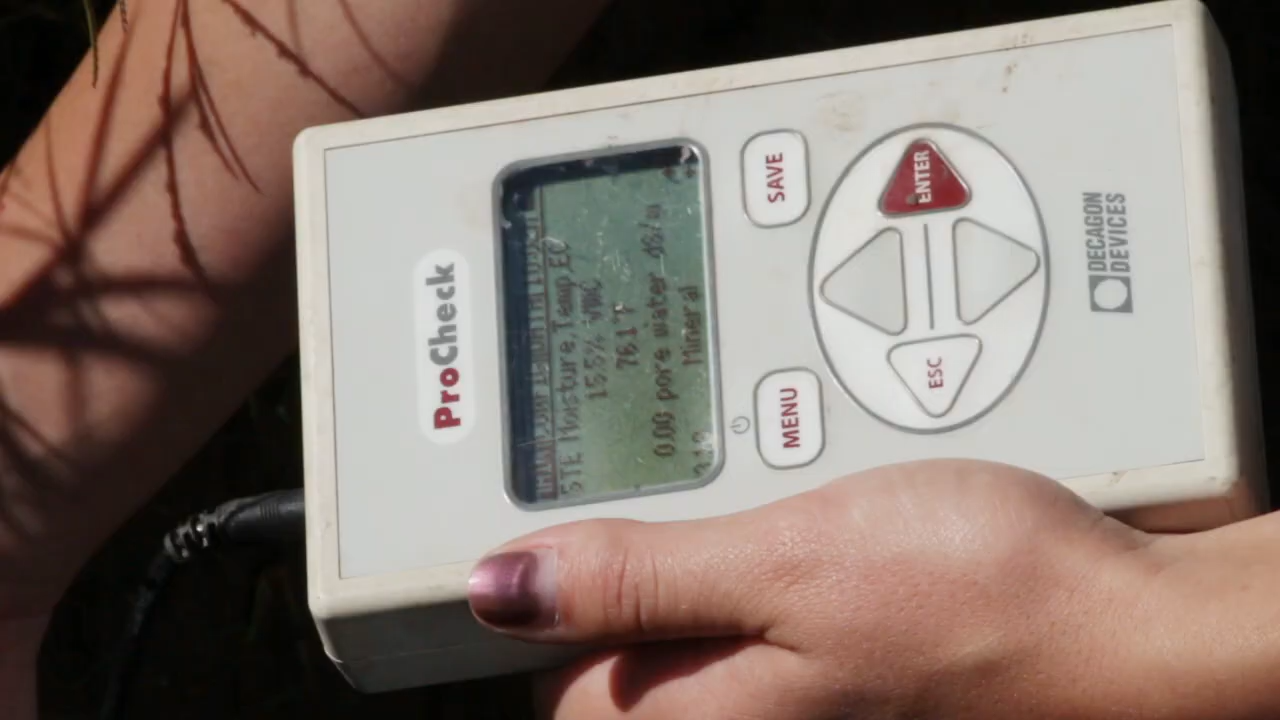 ProCheck
5TE Moisture,Temp,EC
15.5% VMC
76.1°F
0.00 pore water dS/m
Mineral
SAVE
MENU
ENTER
ESC
DECAGON
DEVICES